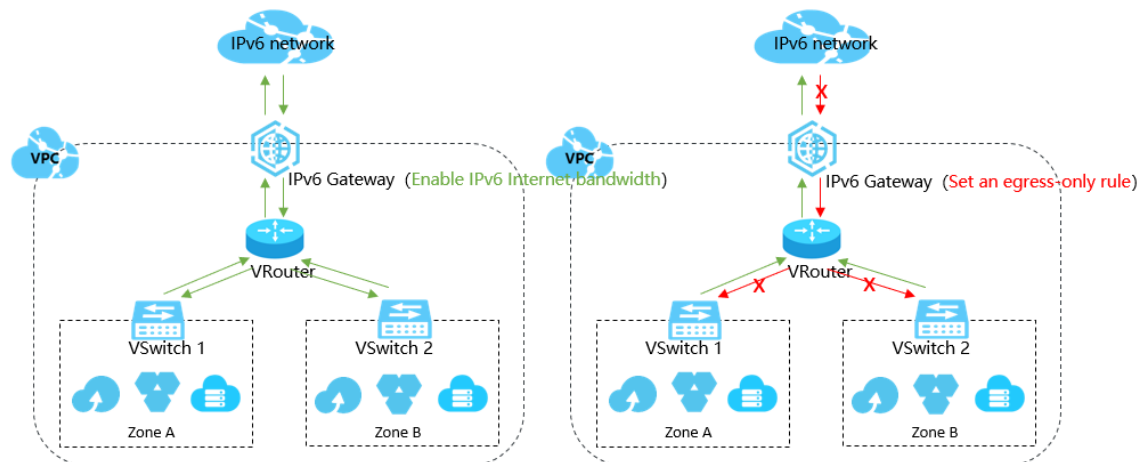 IPv6 network
VPC
IPv6 Gateway (Enable IPv6 Internet bandwidth)
VRouter
VSwitch 1
VSwitch 2
Zone A
Zone B
IPv6 network
X
VPC
IPv6 Gateway (Set an egress-only rule)
VRouter
X
X
VSwitch 1
VSwitch 2
Zone A
Zone B